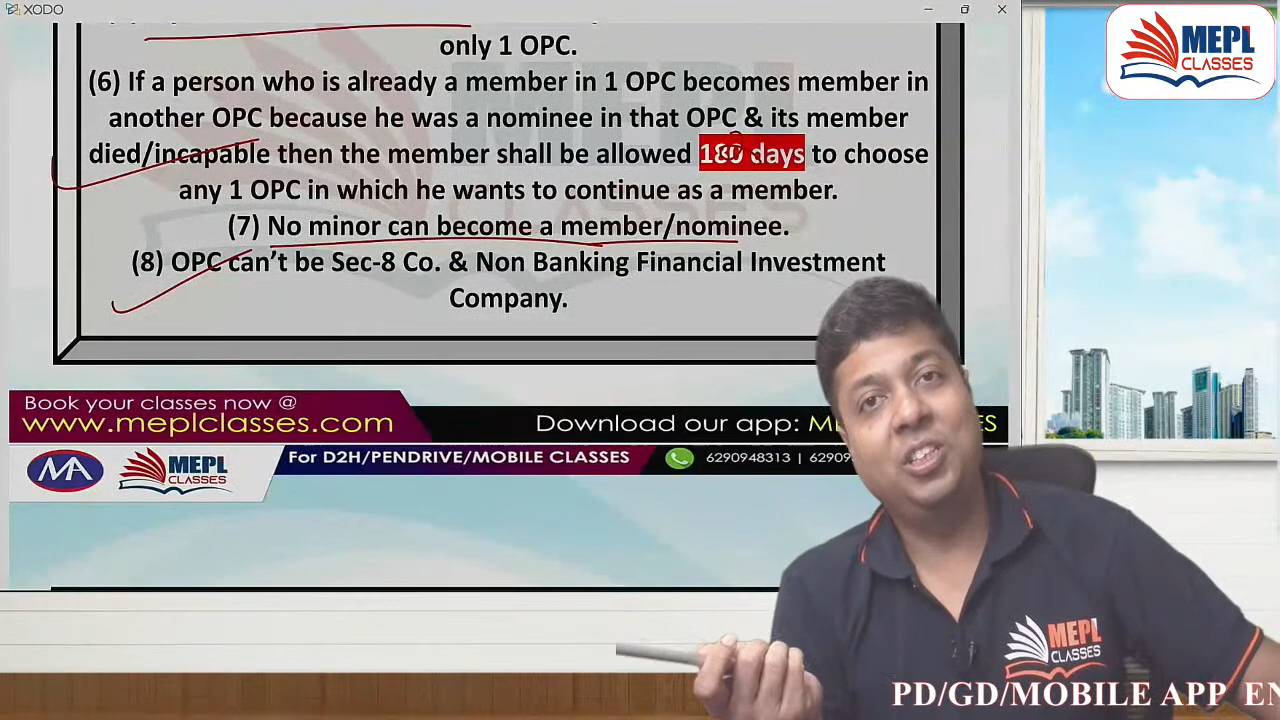 XODO
only 1 OPC.
(6) If a person who is already a member in 1 OPC becomes member in
another OPC because he was a nominee in that OPC & its member
died/incapable then the member shall be allowed 180 days to choose
any 1 OPC in which he wants to continue as a member.
(7) No minor can become a member/nominee.
(8) OPC can't be Sec-8 Co. & Non Banking Financial Investment
Company.
MEPL
CLASSES
Book your classes now @
www.meplclasses.com
Download our app:
MA
MEPL
CLASSES
For D2H/PENDRIVE/MOBILE CLASSES
6290948313 |
MEPL
CLASSES
PD/GD/MOBILE APP